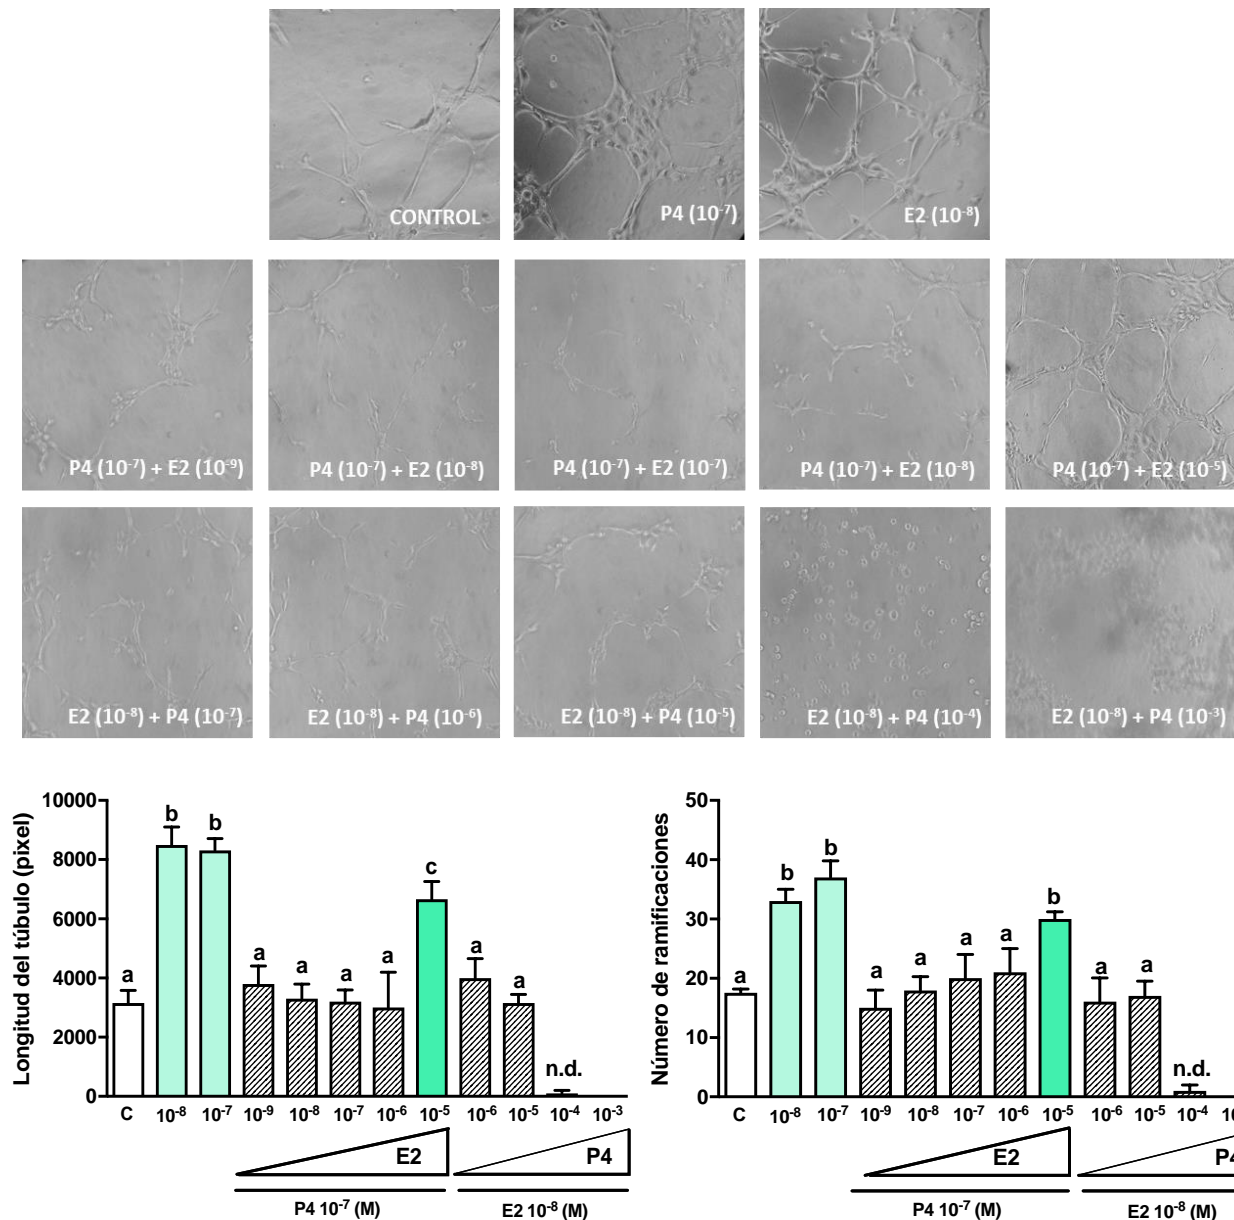 CONTROL
P4 (10⁻⁷)
E2 (10⁻⁸)
P4 (10⁻⁷) + E2 (10⁻⁹)
P4 (10⁻⁷) + E2 (10⁻⁸)
P4 (10⁻⁷) + E2 (10⁻⁷)
P4 (10⁻⁷) + E2 (10⁻⁸)
P4 (10⁻⁷) + E2 (10⁻⁵)
E2 (10⁻⁸) + P4 (10⁻⁷)
E2 (10⁻⁸) + P4 (10⁻⁶)
E2 (10⁻⁸) + P4 (10⁻⁵)
E2 (10⁻⁸) + P4 (10⁻⁴)
E2 (10⁻⁸) + P4 (10⁻³)
Longitud del túbulo (pixel)
10000
8000
6000
4000
2000
0
a b b a a a a c a a n.d.
C 10⁻⁸ 10⁻⁷ 10⁻⁹ 10⁻⁸ 10⁻⁷ 10⁻⁶ 10⁻⁵ 10⁻⁶ 10⁻⁵ 10⁻⁴ 10⁻³
E2 P4
P4 10⁻⁷ (M) E2 10⁻⁸ (M)
Número de ramificaciones
50
40
30
20
10
0
a b b a a a a b a a n.d.
C 10⁻⁸ 10⁻⁷ 10⁻⁹ 10⁻⁸ 10⁻⁷ 10⁻⁶ 10⁻⁵ 10⁻⁶ 10⁻⁵ 10⁻⁴ 10
E2 P4
P4 10⁻⁷ (M) E2 10⁻⁸ (M)